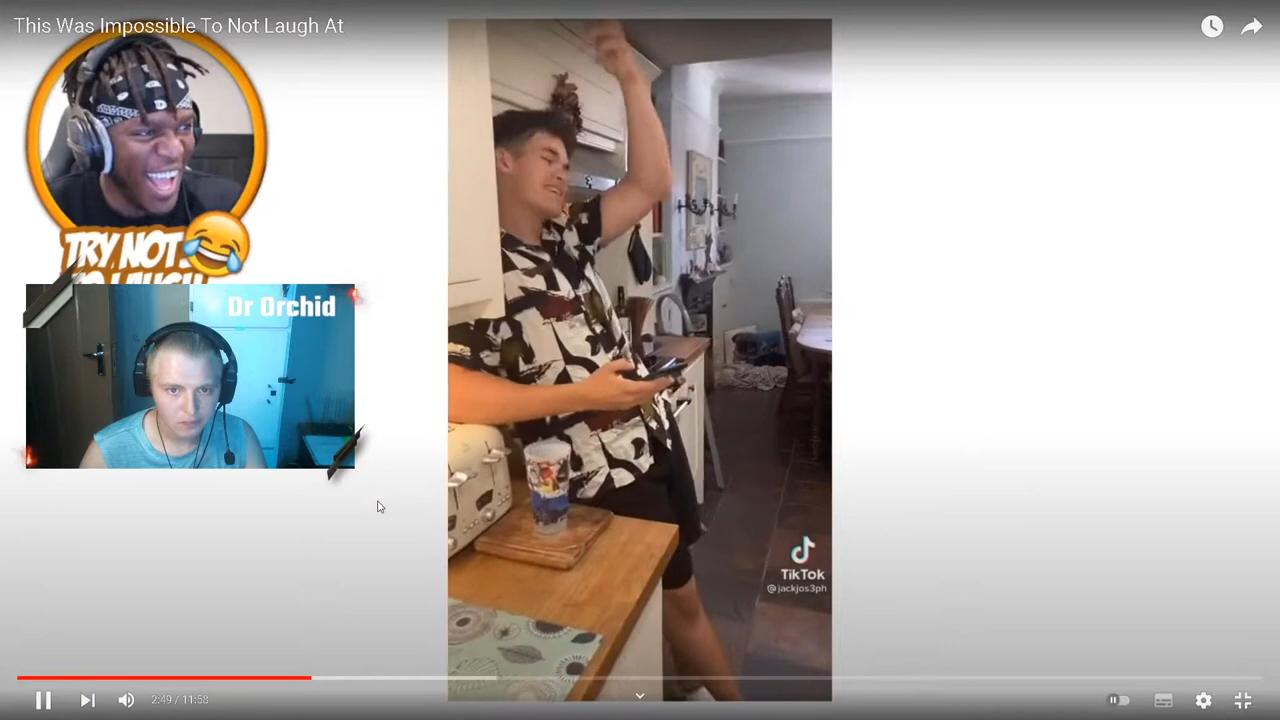 This Was Impossible To Not Laugh At
TRY NOT
Dr Orchid
TikTok
@jackjos3ph
2:49 / 11:58